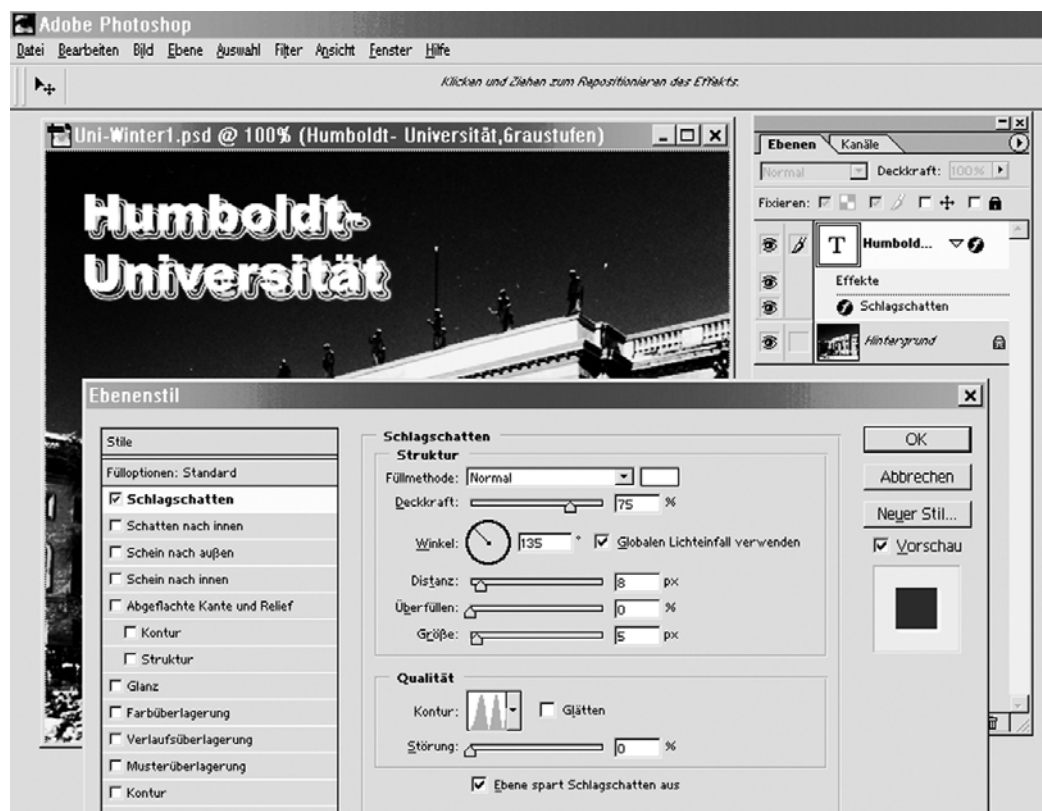 Adobe Photoshop
Datei Bearbeiten Bild Ebene Auswahl Filter Ansicht Fenster Hilfe
Klicken und Ziehen zum Repositionieren des Effekts.
Uni-Winter1.psd @ 100% (Humboldt- Universität,Graustufen)
Humboldt-
Universität
Ebenen Kanäle
Normal Deckkraft: 100%
Fixieren:
T Humbold...
Effekte
Schlagschatten
Hintergrund
Ebenenstil
Stile
Fülloptionen: Standard
Schlagschatten
Schatten nach innen
Schein nach außen
Schein nach innen
Abgeflachte Kante und Relief
Kontur
Struktur
Glanz
Farbüberlagerung
Verlaufsüberlagerung
Musterüberlagerung
Kontur
Schlagschatten
Struktur
Füllmethode: Normal
Deckkraft: 75 %
Winkel: 135 ° Globalen Lichteinfall verwenden
Distanz: 8 px
Überfüllen: 0 %
Größe: 5 px
Qualität
Kontur: Glätten
Störung: 0 %
Ebene spart Schlagschatten aus
OK
Abbrechen
Neuer Stil...
Vorschau